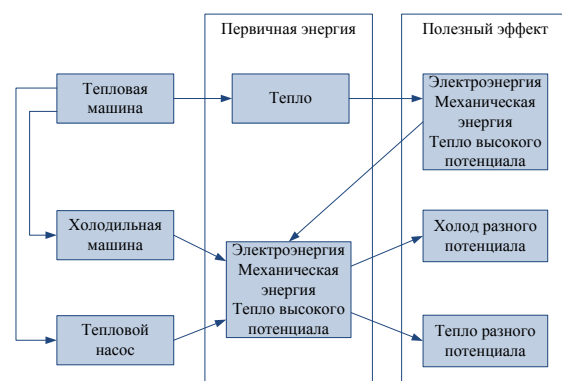 Первичная энергия
Полезный эффект
Тепловая
машина
Тепло
Электроэнергия
Механическая
энергия
Тепло высокого
потенциала
Холодильная
машина
Электроэнергия
Механическая
энергия
Тепло высокого
потенциала
Холод разного
потенциала
Тепловой
насос
Тепло разного
потенциала